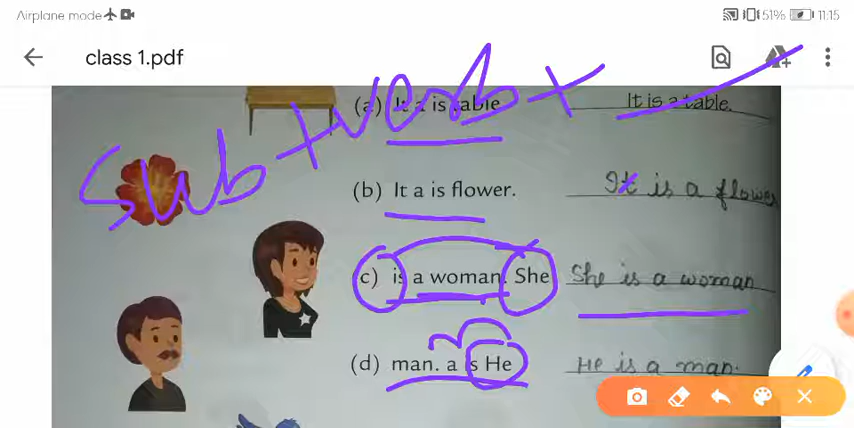 Airplane mode 51% 11:15
class 1.pdf
Sub + verb +
(a) It a is table It is a table.
(b) It a is flower. It is a flower
(c) is a woman. She She is a woman
(d) man. a is He He is a man.